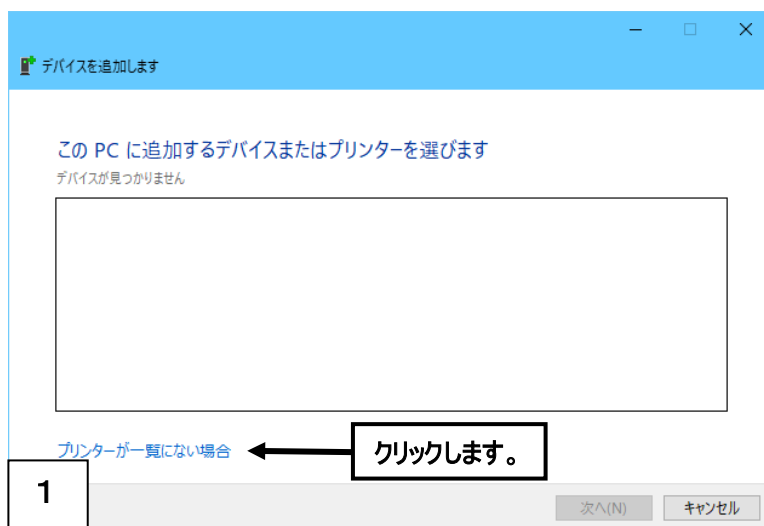 デバイスを追加します
この PC に追加するデバイスまたはプリンターを選びます
デバイスが見つかりません
プリンターが一覧にない場合
クリックします。
1
次へ(N)
キャンセル